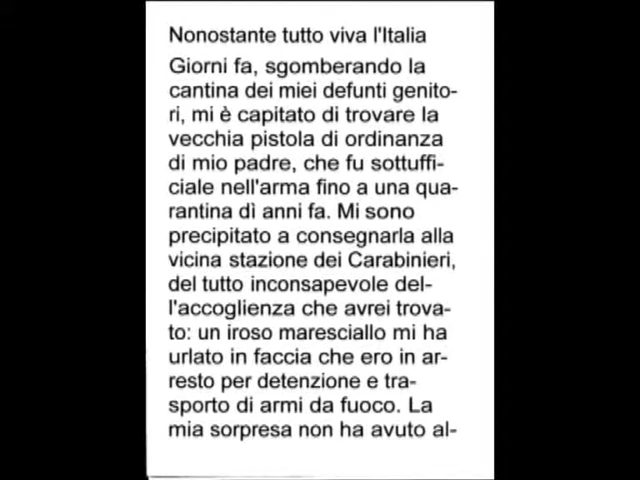 Nonostante tutto viva l'Italia
Giorni fa, sgomberando la
cantina dei miei defunti genito-
ri, mi è capitato di trovare la
vecchia pistola di ordinanza
di mio padre, che fu sottuffi-
ciale nell'arma fino a una qua-
rantina dì anni fa. Mi sono
precipitato a consegnarla alla
vicina stazione dei Carabinieri,
del tutto inconsapevole del-
l'accoglienza che avrei trova-
to: un iroso maresciallo mi ha
urlato in faccia che ero in ar-
resto per detenzione e tra-
sporto di armi da fuoco. La
mia sorpresa non ha avuto al-